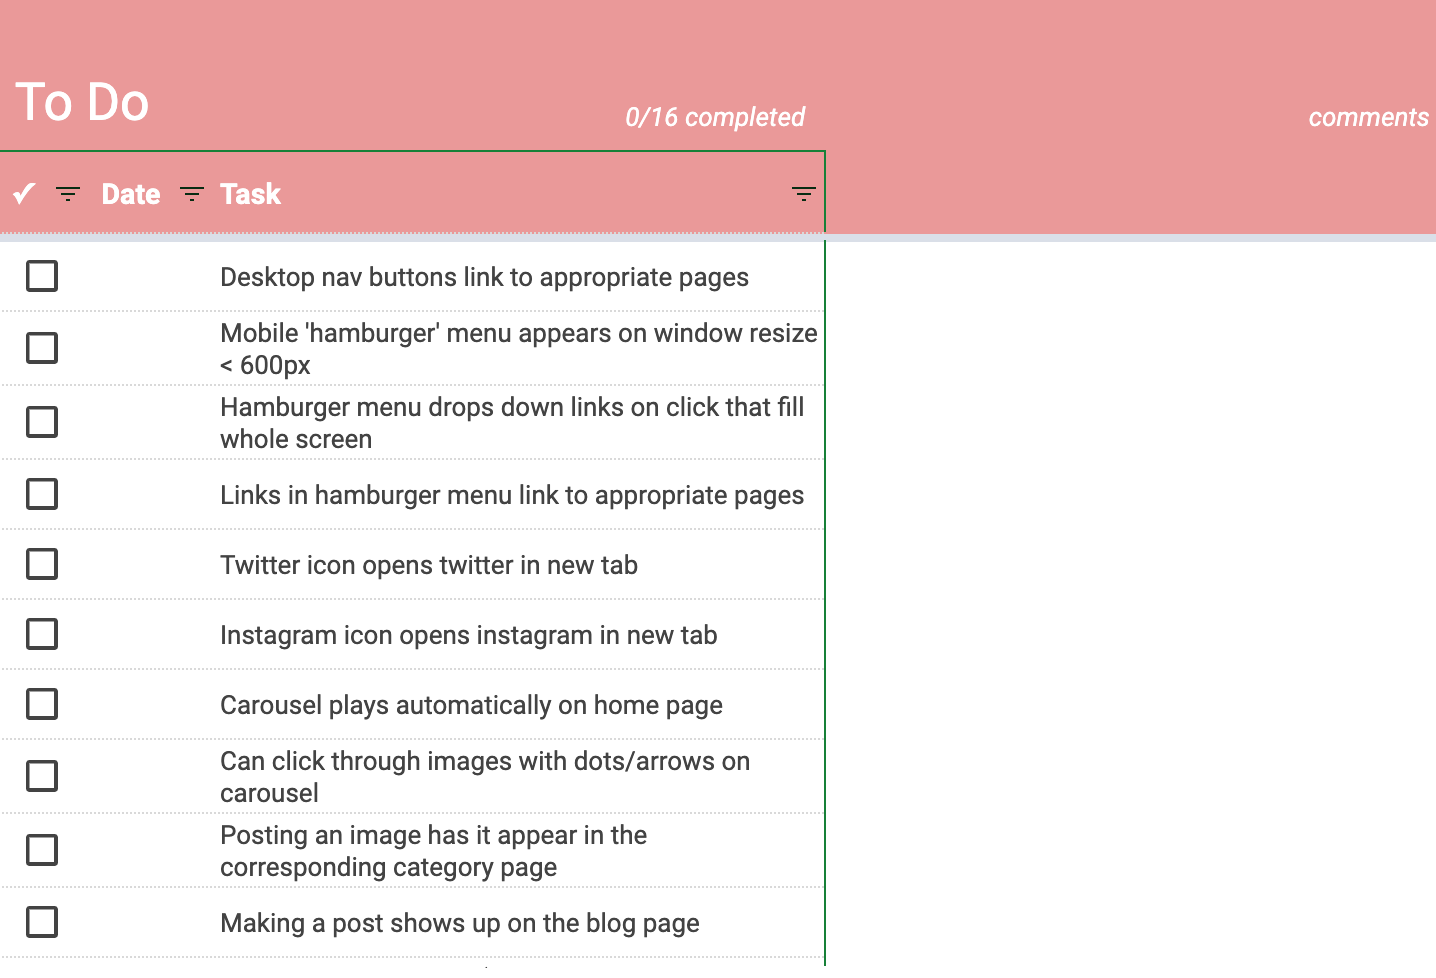 To Do
0/16 completed
comments
✓ Date Task
Desktop nav buttons link to appropriate pages
Mobile 'hamburger' menu appears on window resize
< 600px
Hamburger menu drops down links on click that fill
whole screen
Links in hamburger menu link to appropriate pages
Twitter icon opens twitter in new tab
Instagram icon opens instagram in new tab
Carousel plays automatically on home page
Can click through images with dots/arrows on
carousel
Posting an image has it appear in the
corresponding category page
Making a post shows up on the blog page